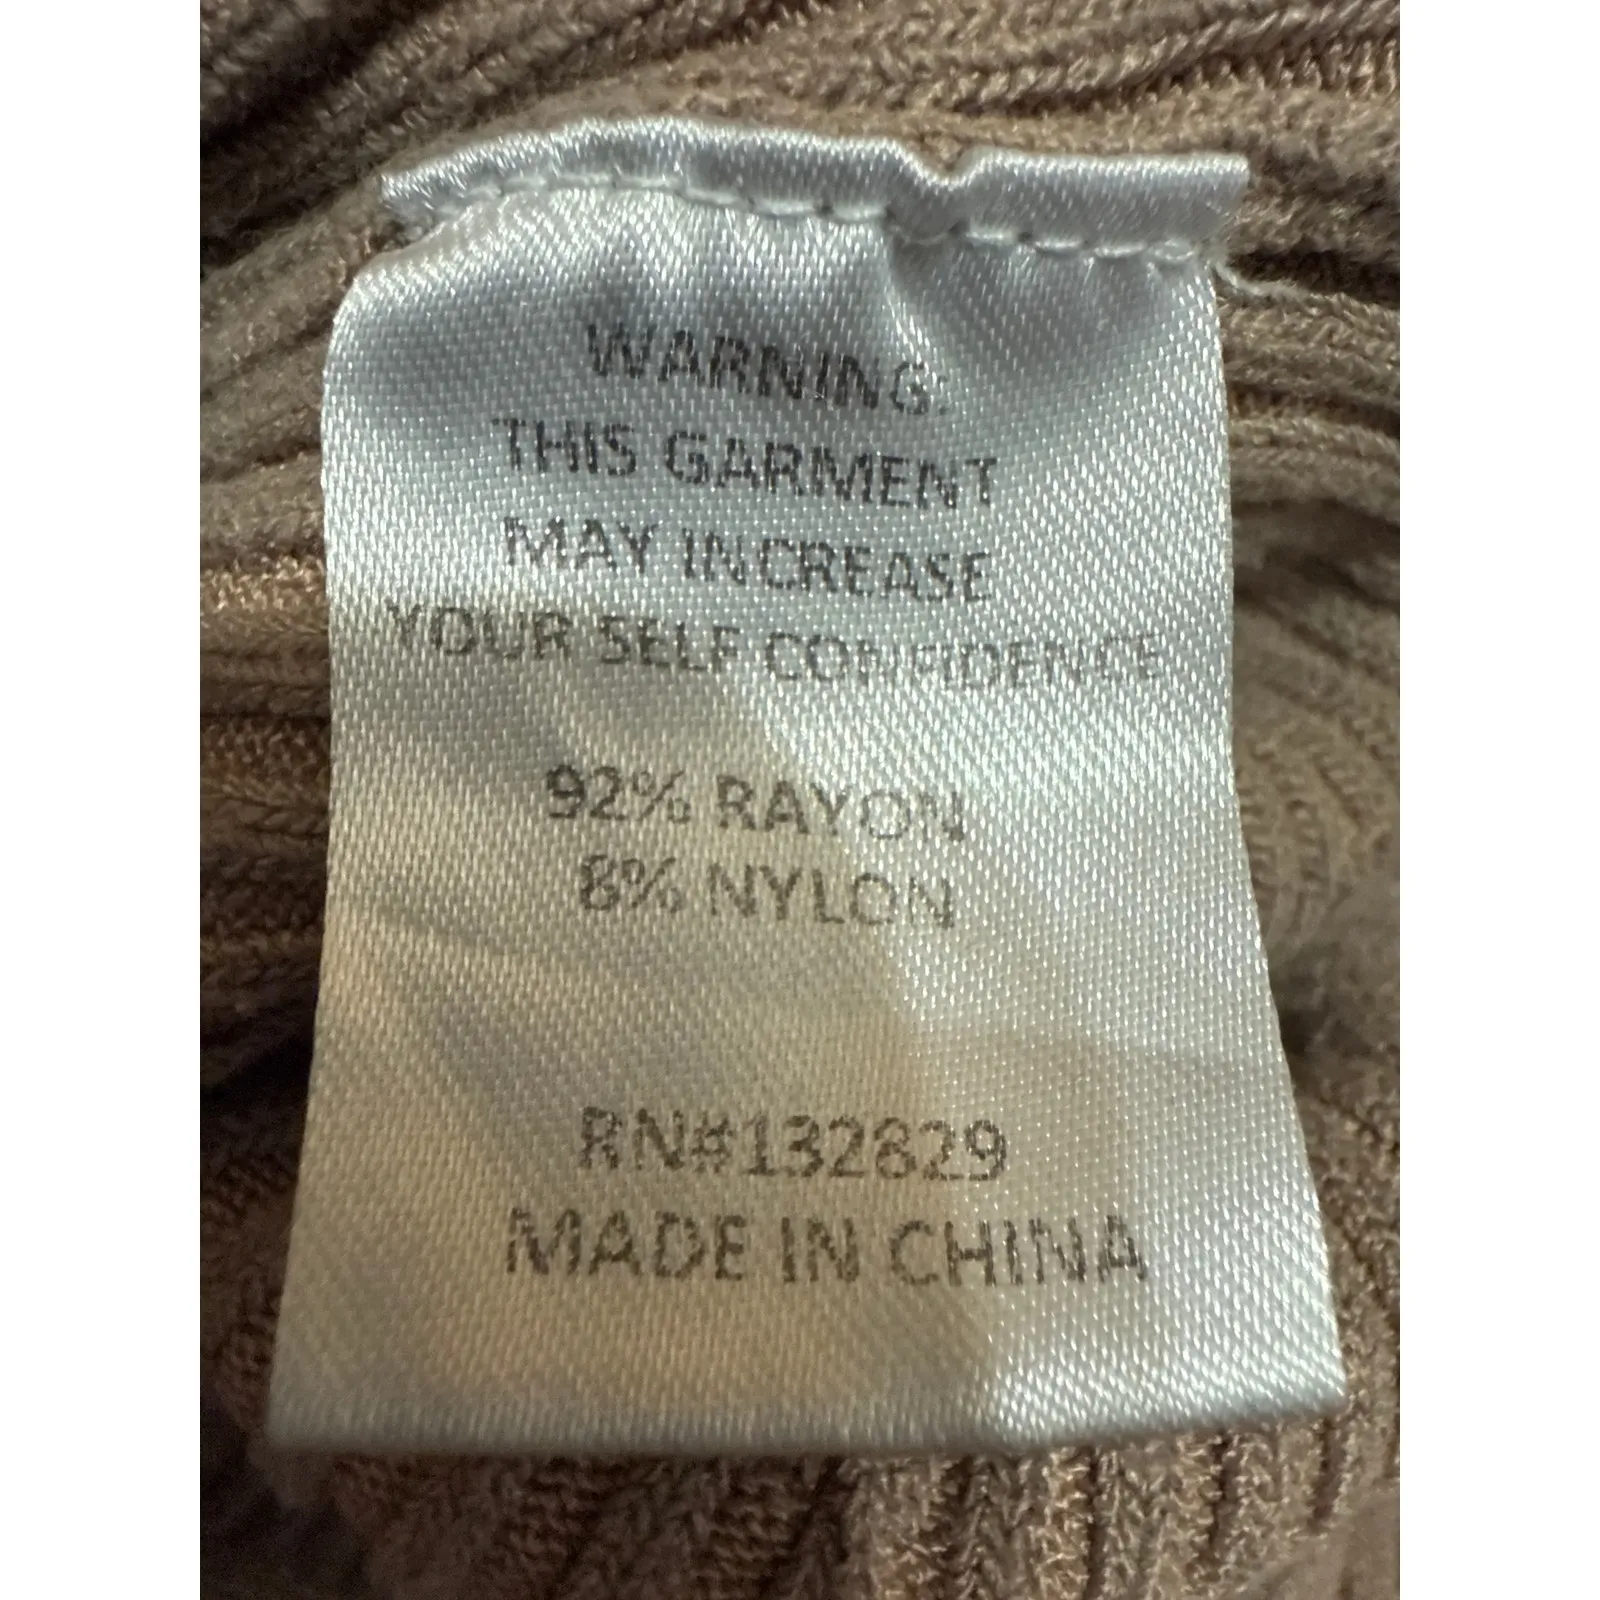 WARNING:
THIS GARMENT
MAY INCREASE
YOUR SELF CONFIDENCE
92% RAYON
8% NYLON
RN#132829
MADE IN CHINA